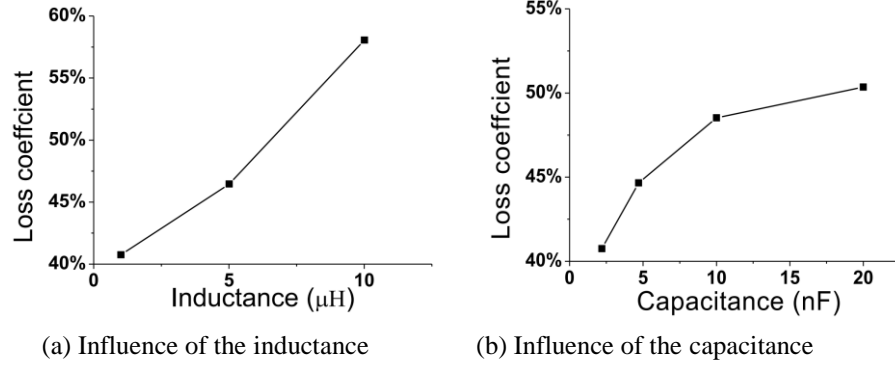 60%
55%
50%
45%
40%
0
5
10
Loss coeffcient
Inductance (μH)
(a) Influence of the inductance
55%
50%
45%
40%
0
5
10
15
20
Loss coeffcient
Capacitance (nF)
(b) Influence of the capacitance